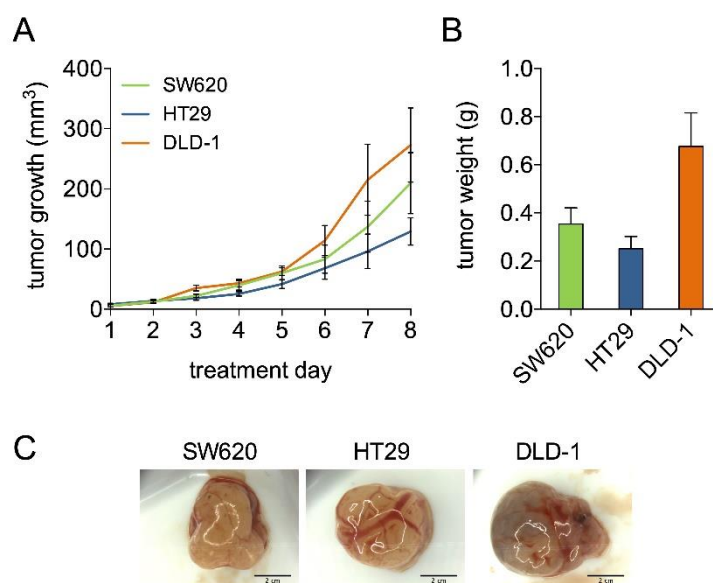 A
tumor growth (mm³)
400
300
200
100
0
SW620
HT29
DLD-1
1 2 3 4 5 6 7 8
treatment day
B
tumor weight (g)
1.0
0.8
0.6
0.4
0.2
0.0
SW620
HT29
DLD-1
C
SW620 HT29 DLD-1
2 cm 2 cm 2 cm